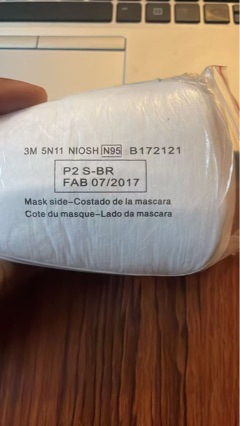 3M 5N11 NIOSH N95 B172121
P2 S-BR
FAB 07/2017
Mask side-Costado de la mascara
Cote du masque-Lado da mascara